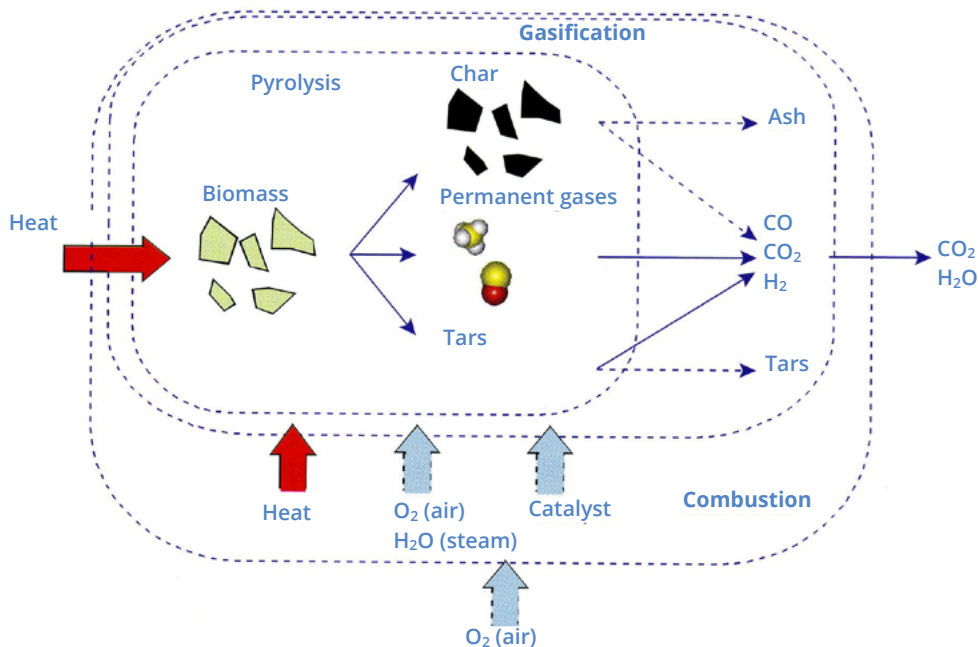 Gasification
Pyrolysis
Char
Ash
Biomass
Permanent gases
Heat
CO
CO₂
H₂
CO₂
H₂O
Tars
Tars
Heat
O₂ (air)
H₂O (steam)
Catalyst
Combustion
O₂ (air)